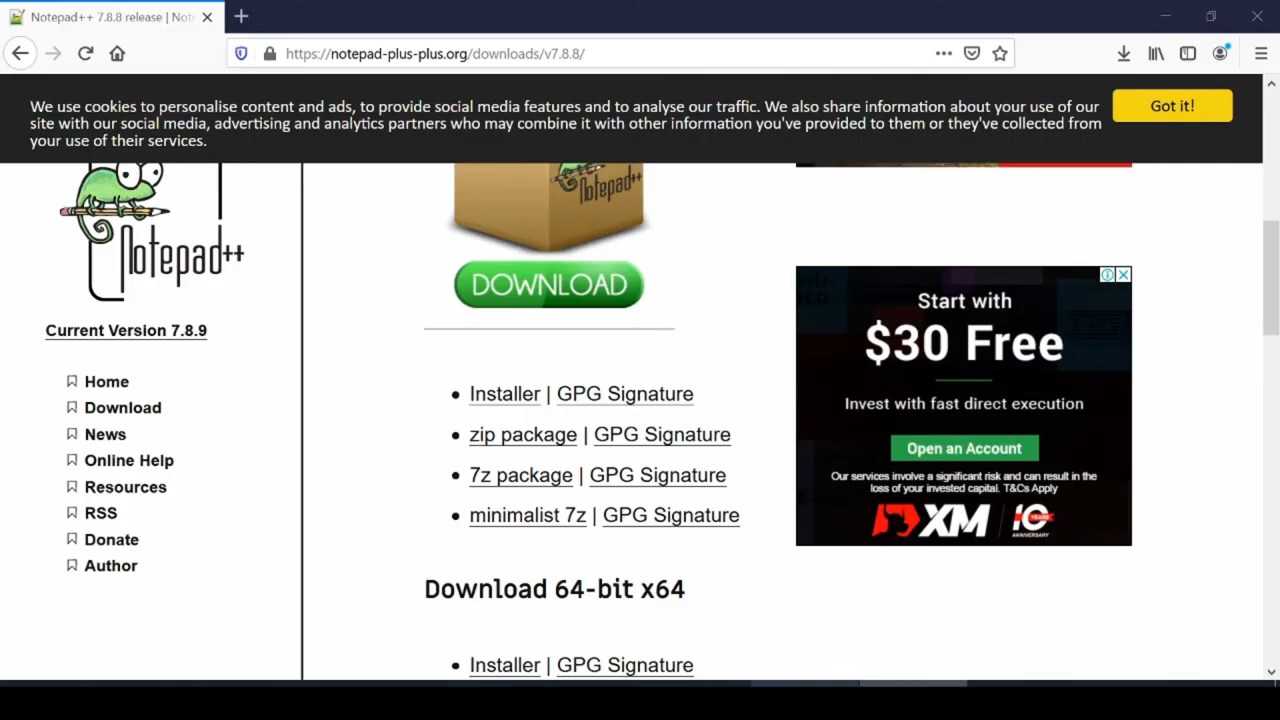 Notepad++ 7.8.8 release | Note
https://notepad-plus-plus.org/downloads/v7.8.8/
We use cookies to personalise content and ads, to provide social media features and to analyse our traffic. We also share information about your use of our
site with our social media, advertising and analytics partners who may combine it with other information you've provided to them or they've collected from
your use of their services.
Got it!
Notepad++
Current Version 7.8.9
Home
Download
News
Online Help
Resources
RSS
Donate
Author
Notepad++
DOWNLOAD
Installer | GPG Signature
zip package | GPG Signature
7z package | GPG Signature
minimalist 7z | GPG Signature
Download 64-bit x64
Installer | GPG Signature
Start with
$30 Free
Invest with fast direct execution
Open an Account
Our services involve a significant risk and can result in the
loss of your invested capital. T&Cs Apply
XM
10
YEARS
ANNIVERSARY